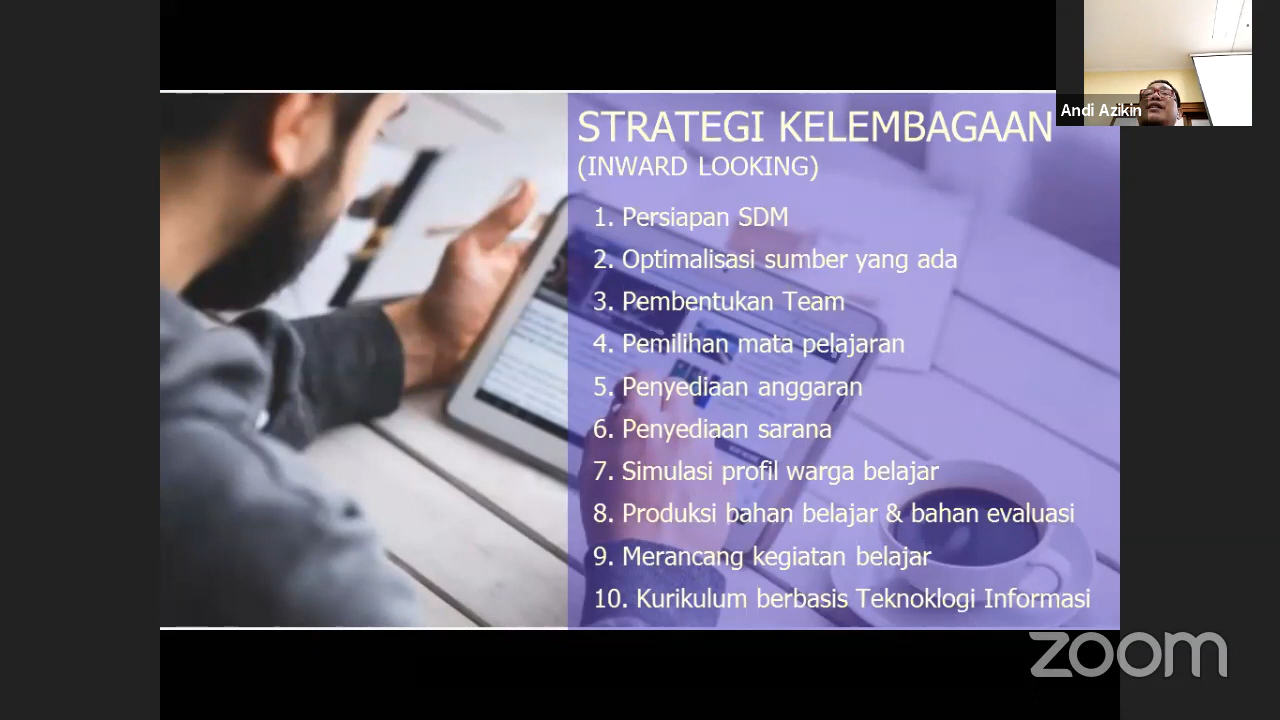 Andi Azikin
STRATEGI KELEMBAGAAN
(INWARD LOOKING)
1. Persiapan SDM
2. Optimalisasi sumber yang ada
3. Pembentukan Team
4. Pemilihan mata pelajaran
5. Penyediaan anggaran
6. Penyediaan sarana
7. Simulasi profil warga belajar
8. Produksi bahan belajar & bahan evaluasi
9. Merancang kegiatan belajar
10. Kurikulum berbasis Teknoklogi Informasi
zoom